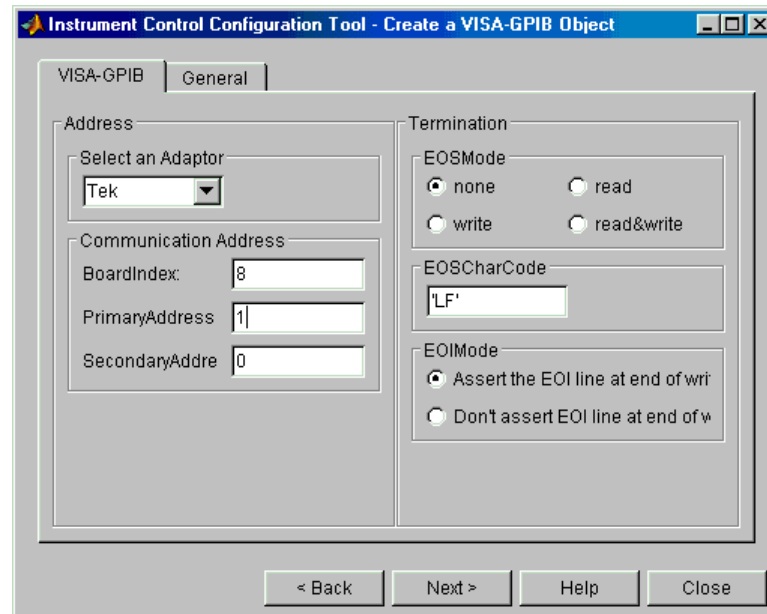 Instrument Control Configuration Tool - Create a VISA-GPIB Object
VISA-GPIB
General
Address
Select an Adaptor
Tek
Communication Address
BoardIndex: 8
PrimaryAddress 1
SecondaryAddre 0
Termination
EOSMode
none read
write read&write
EOSCharCode
'LF'
EOIMode
Assert the EOI line at end of wri
Don't assert EOI line at end of w
< Back Next > Help Close